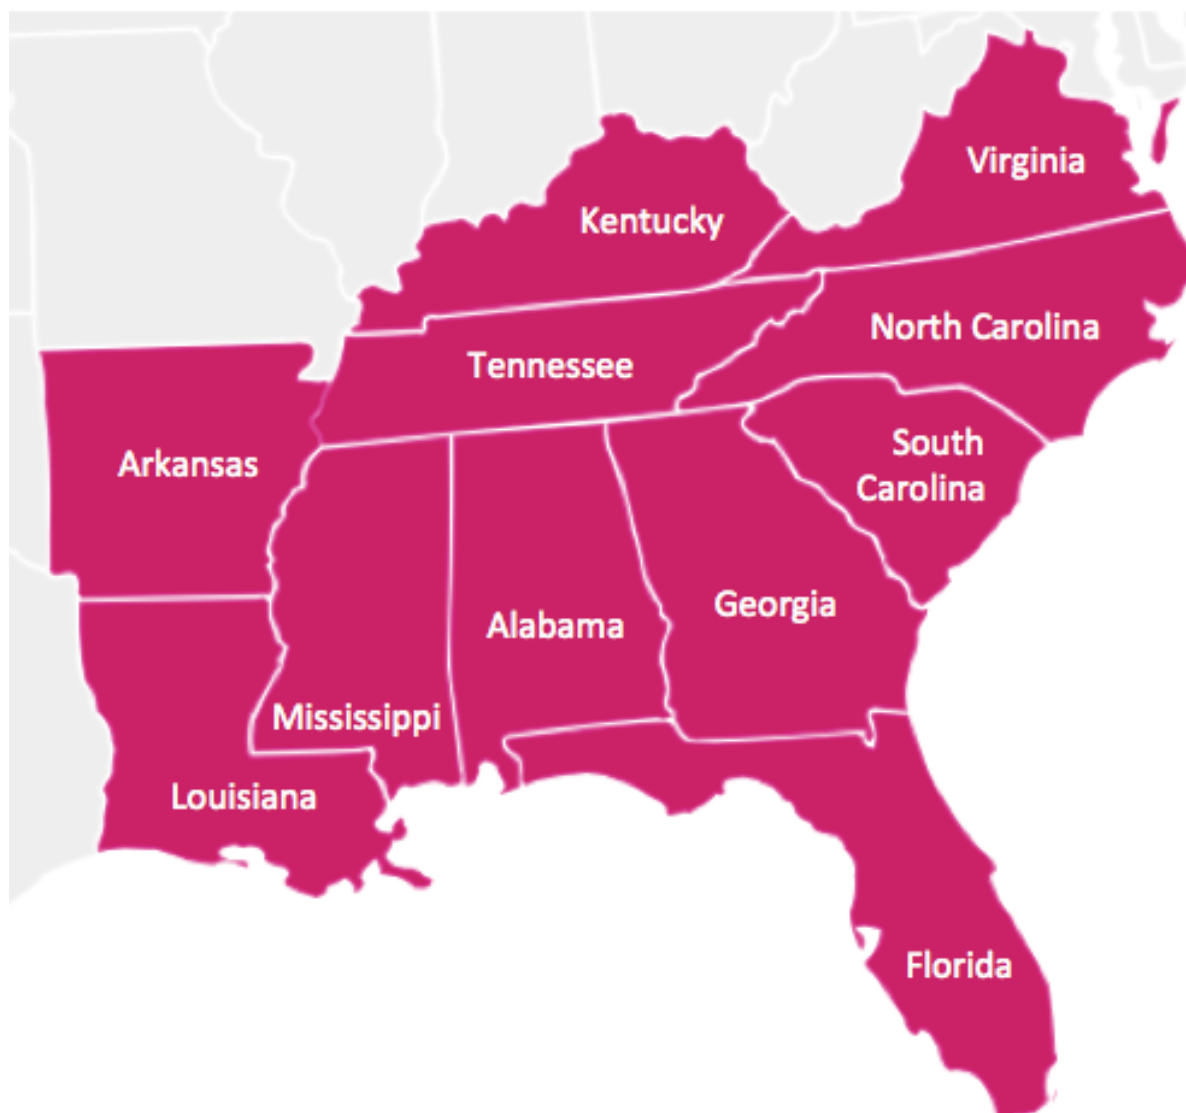 Virginia
Kentucky
North Carolina
Tennessee
South
Carolina
Arkansas
Georgia
Alabama
Mississippi
Louisiana
Florida